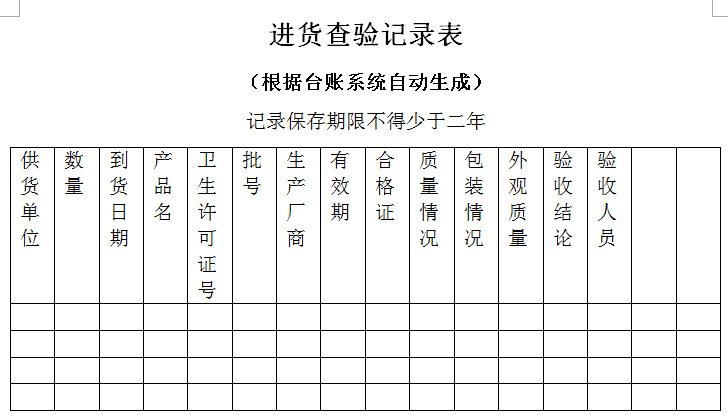 进货查验记录表
（根据台账系统自动生成）
记录保存期限不得少于二年
供货单位
数量
到货日期
产品名
卫生许可证号
批号
生产厂商
有效期
合格证
质量情况
包装情况
外观质量
验收结论
验收人员